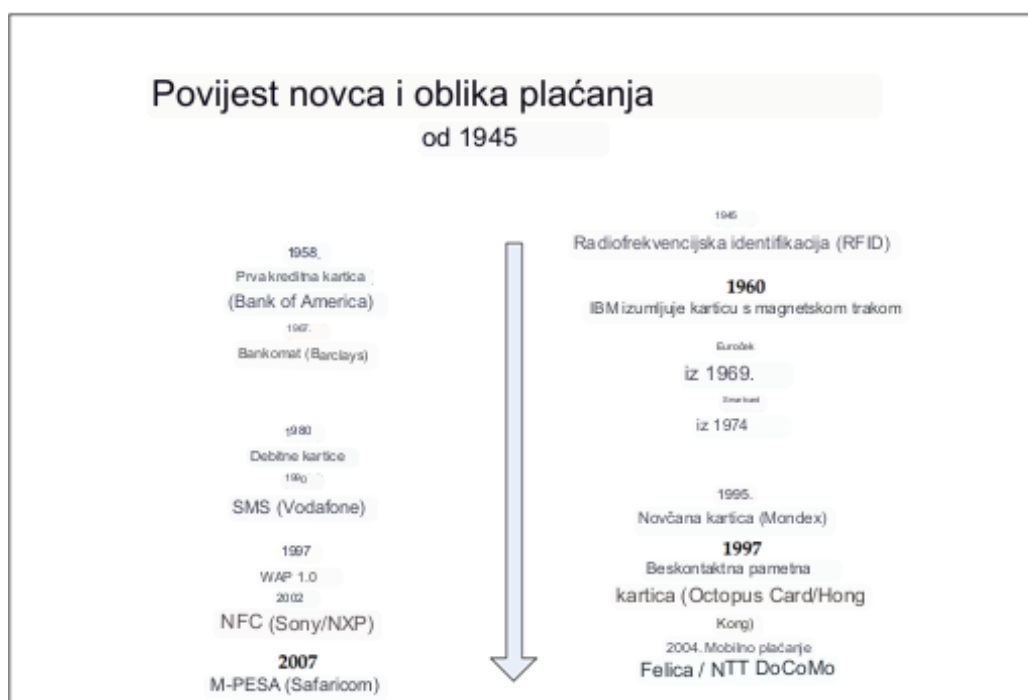 Povijest novca i oblika plaćanja
od 1945
1958.
Prva kreditna kartica
(Bank of America)
1967.
Bankomat (Barclays)
1980
Debitne kartice
1990
SMS (Vodafone)
1997
WAP 1.0
2002
NFC (Sony/NXP)
2007
M-PESA (Safaricom)
1945
Radiofrekvencijska identifikacija (RFID)
1960
IBM izumljuje karticu s magnetskom trakom
Euroček
iz 1969.
Smartcard
iz 1974
1995.
Novčana kartica (Mondex)
1997
Beskontaktna pametna
kartica (Octopus Card/Hong
Kong)
2004. Mobilno plaćanje
Felica / NTT DoCoMo